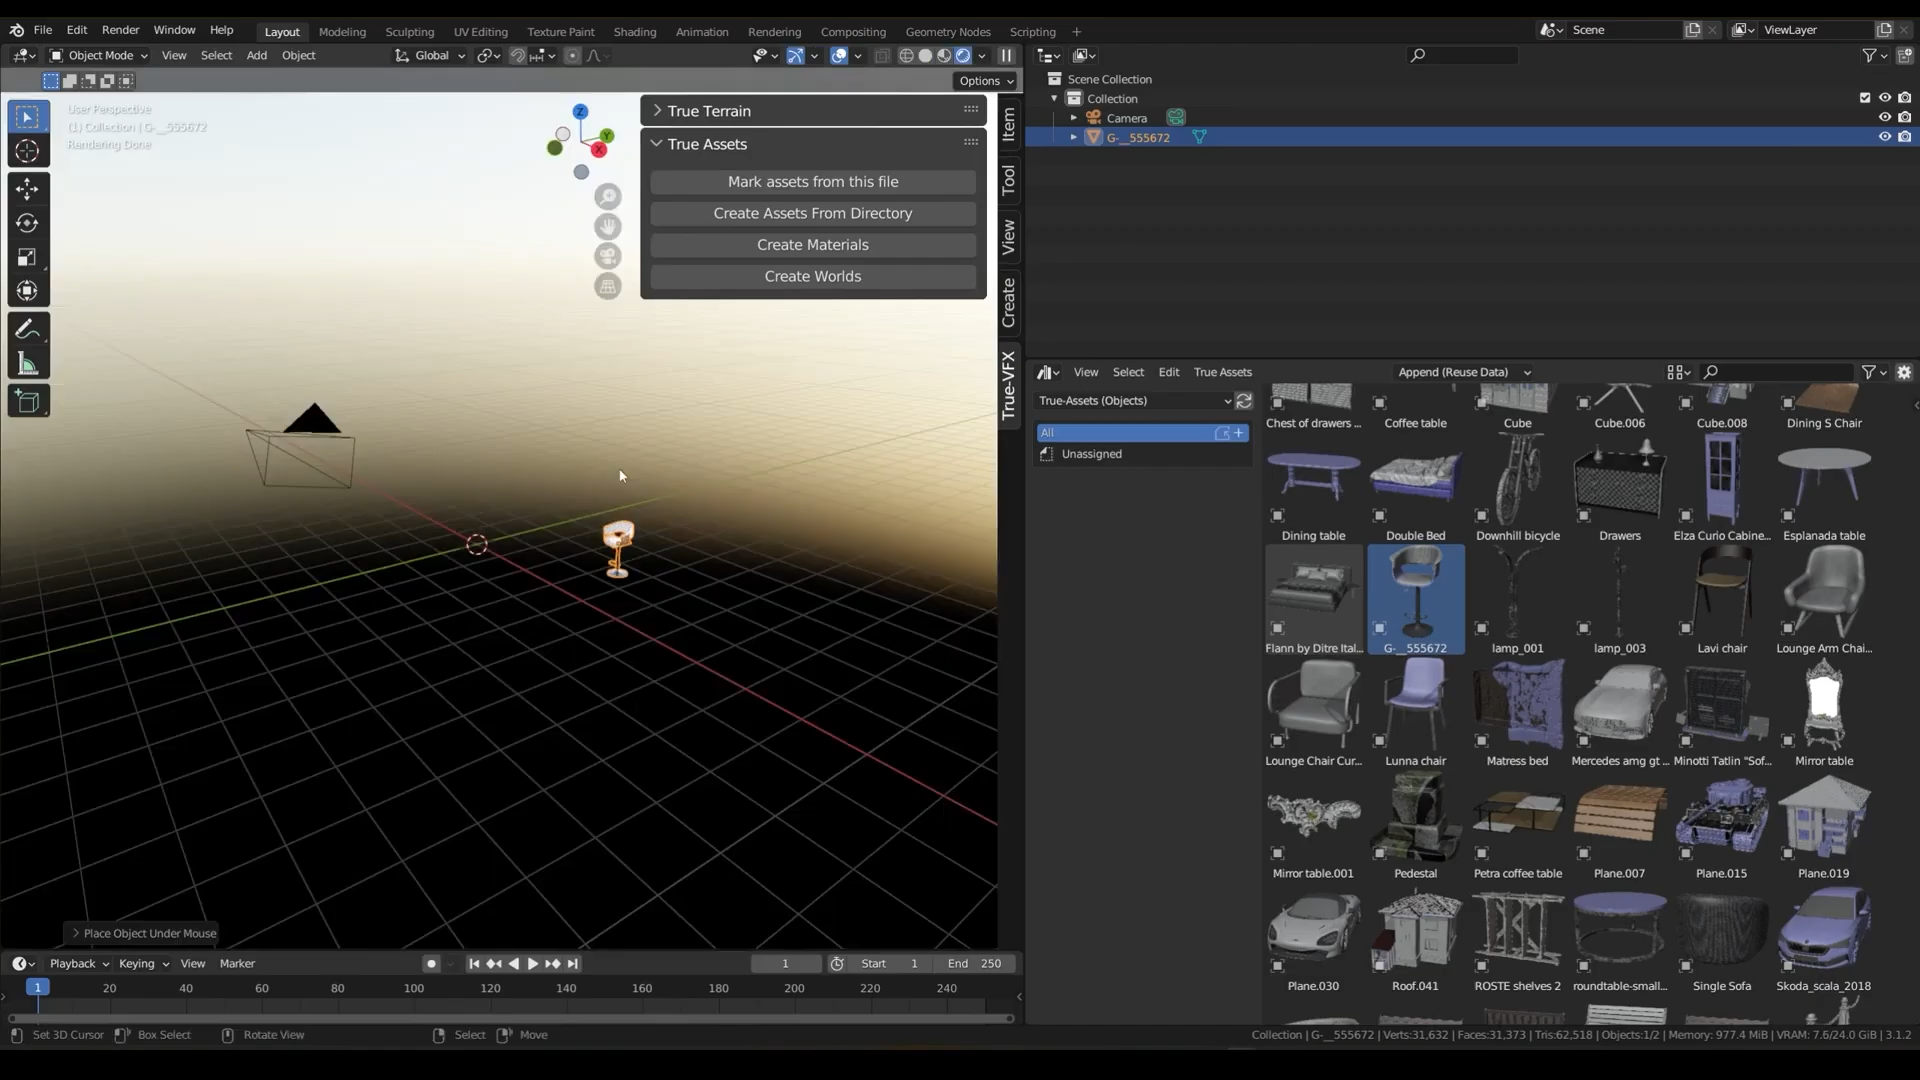 File Edit Render Window Help Layout Modeling Sculpting UV Editing Texture Paint Shading Animation Rendering Compositing Geometry Nodes Scripting + Scene ViewLayer
Object Mode View Select Add Object Global
Options
User Perspective
(1) Collection | G-__555672
Rendering Done
Z
Y
X
True Terrain
True Assets
Mark assets from this file
Create Assets From Directory
Create Materials
Create Worlds
Item
Tool
View
Create
True-VFX
Place Object Under Mouse
Scene Collection
Collection
Camera
G-__555672
View Select Edit True Assets Append (Reuse Data)
True-Assets (Objects)
All
Unassigned
Chest of drawers ... Coffee table Cube Cube.006 Cube.008 Dining S Chair
Dining table Double Bed Downhill bicycle Drawers Elza Curio Cabine... Esplanada table
Flann by Ditre Ital... G-__555672 lamp_001 lamp_003 Lavi chair Lounge Arm Chai...
Lounge Chair Cur... Lunna chair Matress bed Mercedes amg gt ... Minotti Tatlin "Sof... Mirror table
Mirror table.001 Pedestal Petra coffee table Plane.007 Plane.015 Plane.019
Plane.030 Roof.041 ROSTE shelves 2 roundtable-small... Single Sofa Skoda_scala_2018
Playback Keying View Marker 1 Start 1 End 250
1 20 40 60 80 100 120 140 160 180 200 220 240
Set 3D Cursor Box Select Rotate View Select Move
Collection | G-__555672 | Verts:31,632 | Faces:31,373 | Tris:62,518 | Objects:1/2 | Memory: 977.4 MiB | VRAM: 7.6/24.0 GiB | 3.1.2